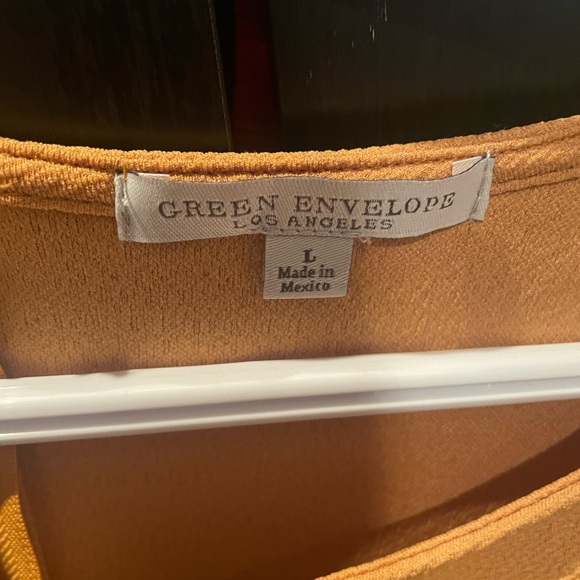 GREEN ENVELOPE
LOS ANGELES
L
Made in
Mexico